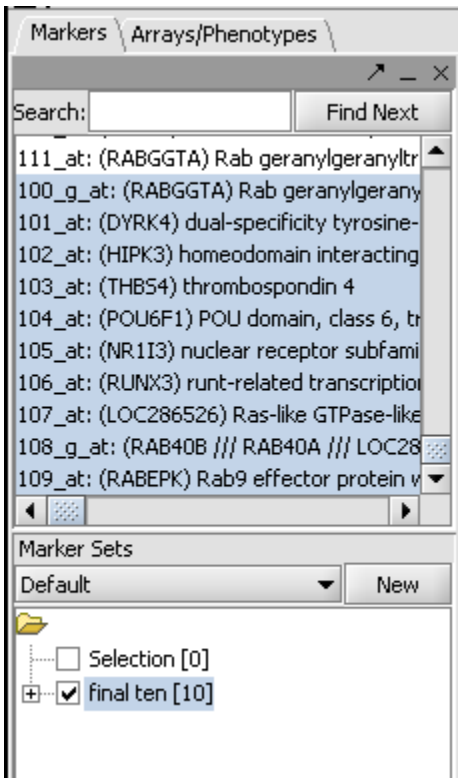 Markers Arrays/Phenotypes
Search: Find Next
111_at: (RABGGTA) Rab geranylgeranyltr
100_g_at: (RABGGTA) Rab geranylgerany
101_at: (DYRK4) dual-specificity tyrosine-
102_at: (HIPK3) homeodomain interacting
103_at: (THBS4) thrombospondin 4
104_at: (POU6F1) POU domain, class 6, tr
105_at: (NR1I3) nuclear receptor subfami
106_at: (RUNX3) runt-related transcription
107_at: (LOC286526) Ras-like GTPase-like
108_g_at: (RAB40B /// RAB40A /// LOC28
109_at: (RABEPK) Rab9 effector protein w
Marker Sets
Default New
Selection [0]
final ten [10]